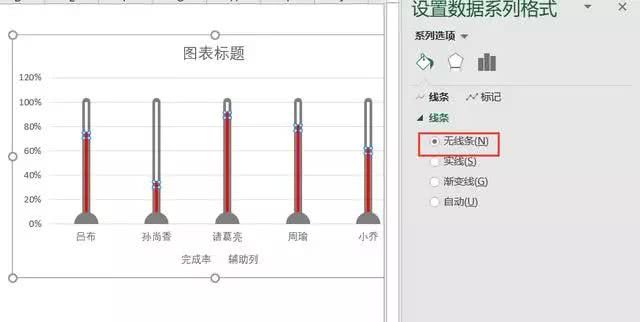 设置数据系列格式
系列选项
线条
标记
线条
无线条(N)
实线(S)
渐变线(G)
自动(U)
图表标题
120%
100%
80%
60%
40%
20%
0%
吕布
孙尚香
诸葛亮
周瑜
小乔
完成率
辅助列